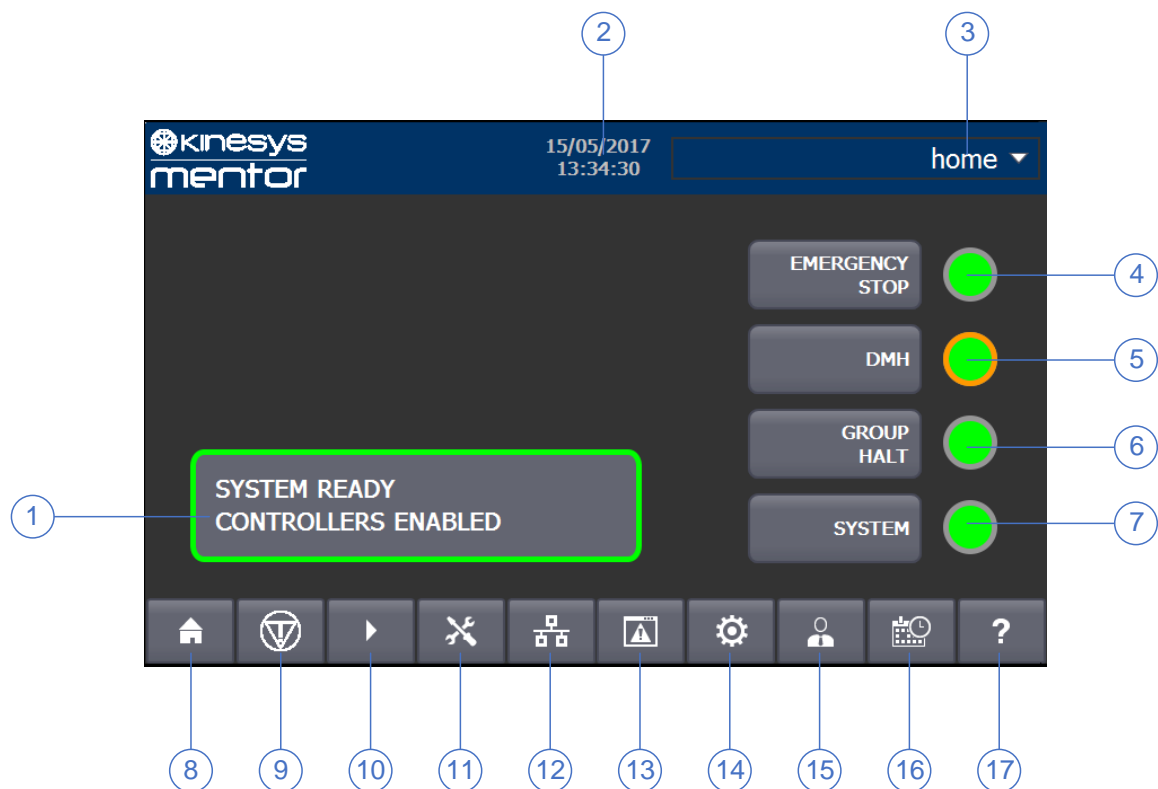 2
3
KINESYS
mentor
15/05/2017
13:34:30
home
EMERGENCY
STOP
4
DMH
5
GROUP
HALT
6
SYSTEM READY
CONTROLLERS ENABLED
1
SYSTEM
7
?
8
9
10
11
12
13
14
15
16
17